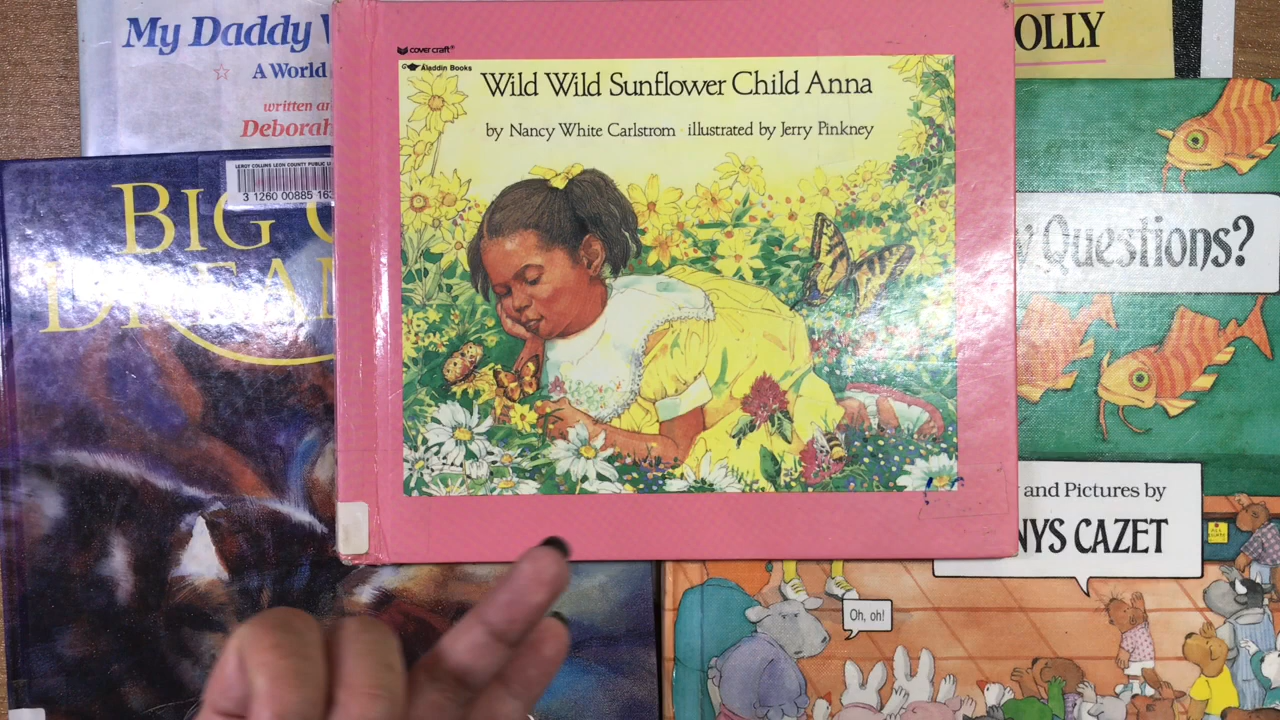 My Daddy
A World
written
Deborah
LEROY COLLINS LEON COUNTY PUBLIC
3 1260 00885
BIG
cover craft®
Aladdin Books
Wild Wild Sunflower Child Anna
by Nancy White Carlstrom illustrated by Jerry Pinkney
OLLY
Questions?
and Pictures by
NYS CAZET
Oh, oh!